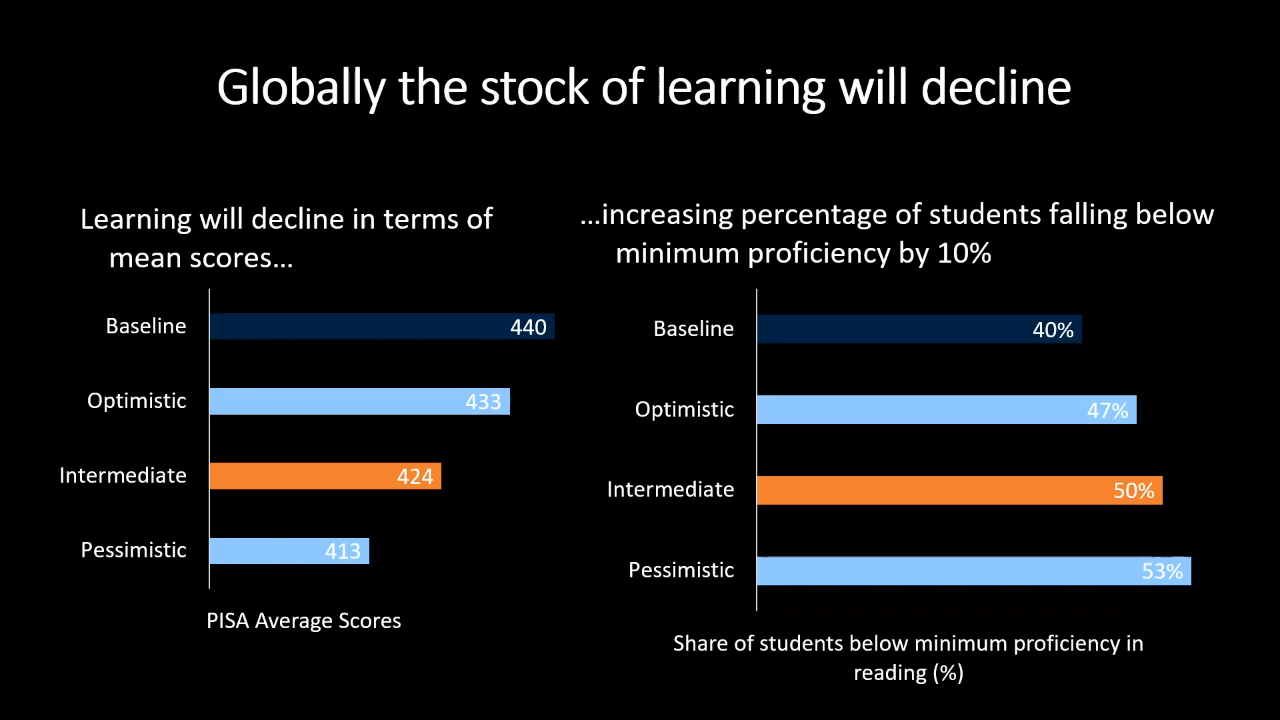 Globally the stock of learning will decline
Learning will decline in terms of
mean scores...
Baseline 440
Optimistic 433
Intermediate 424
Pessimistic 413
PISA Average Scores
...increasing percentage of students falling below
minimum proficiency by 10%
Baseline 40%
Optimistic 47%
Intermediate 50%
Pessimistic 53%
Share of students below minimum proficiency in
reading (%)